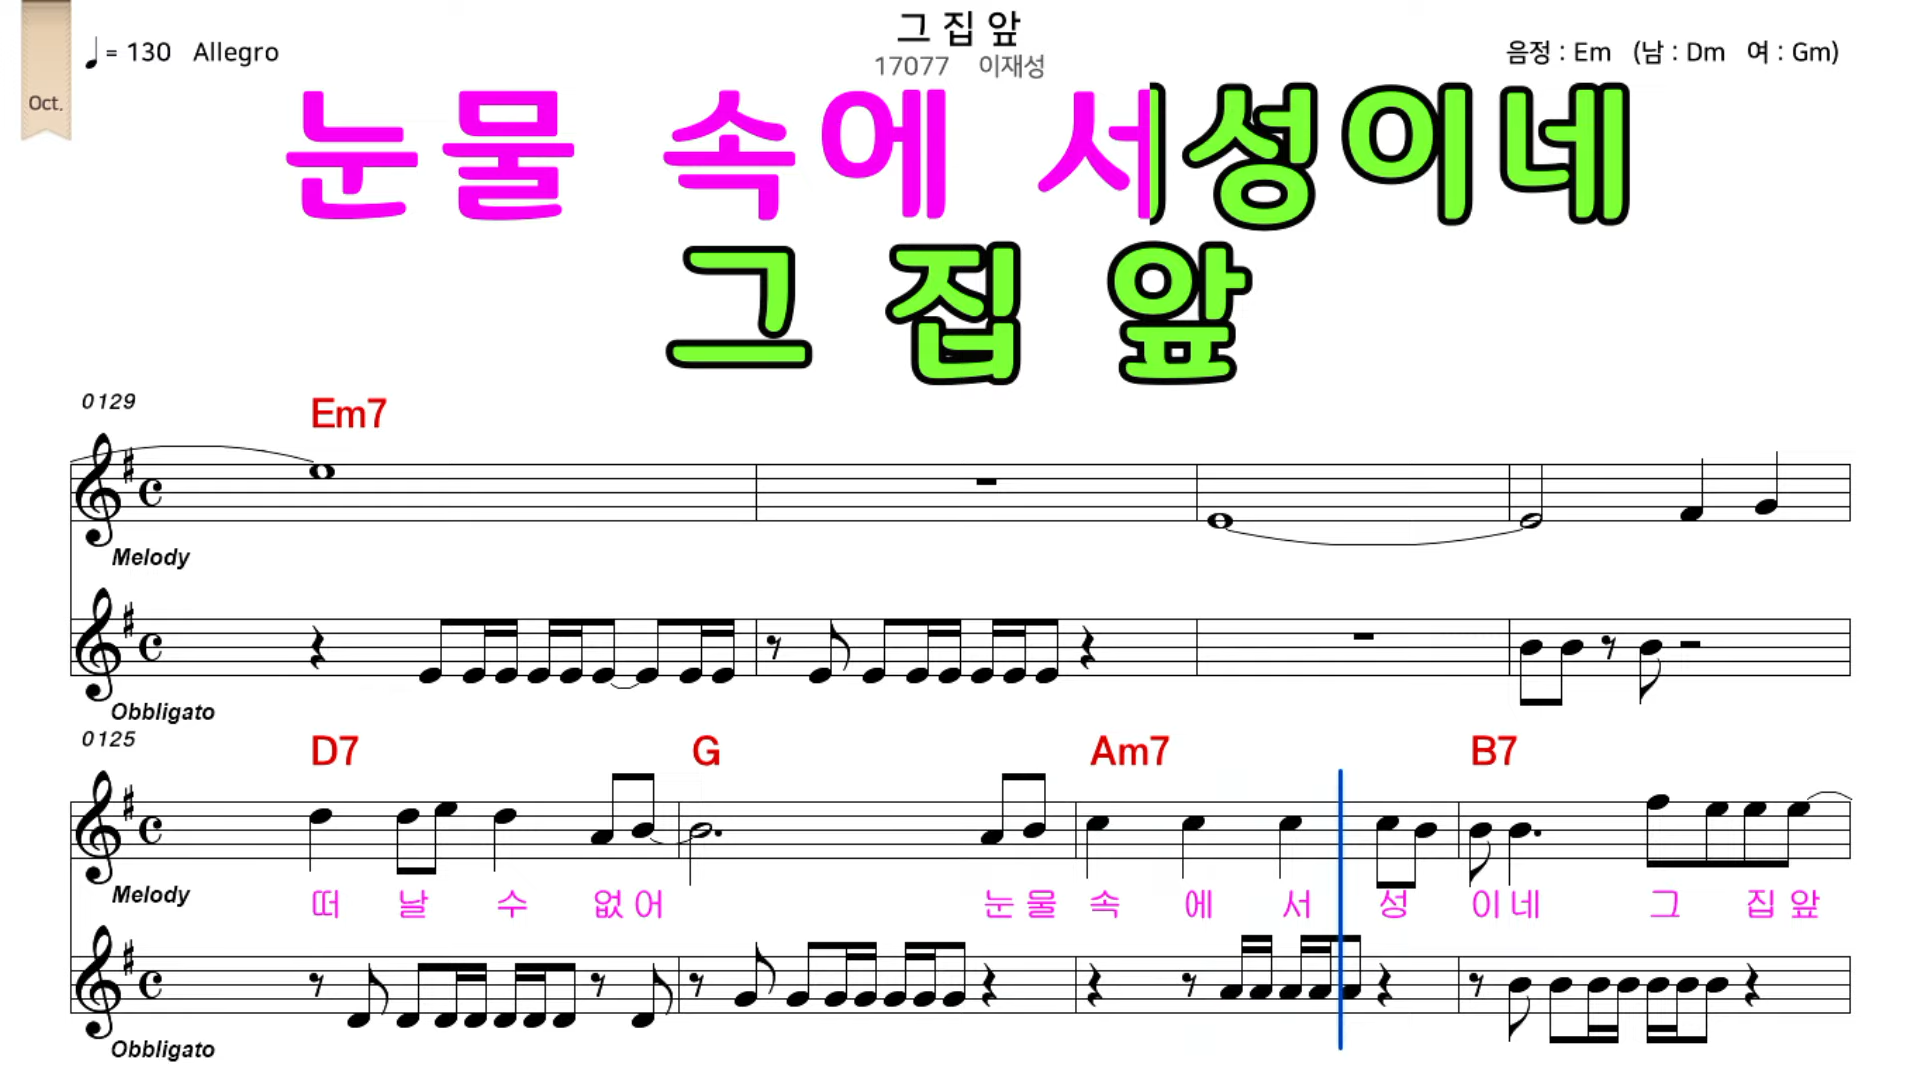 그 집 앞
♩= 130 Allegro
17077 이재성
음정 : Em (남 : Dm 여 : Gm)
Oct.
눈물 속에 서성이네
그 집 앞
0129
Em7
Melody
Obbligato
0125
D7 G Am7 B7
Melody
떠 날 수 없 어 눈 물 속 에 서 성 이 네 그 집 앞
Obbligato